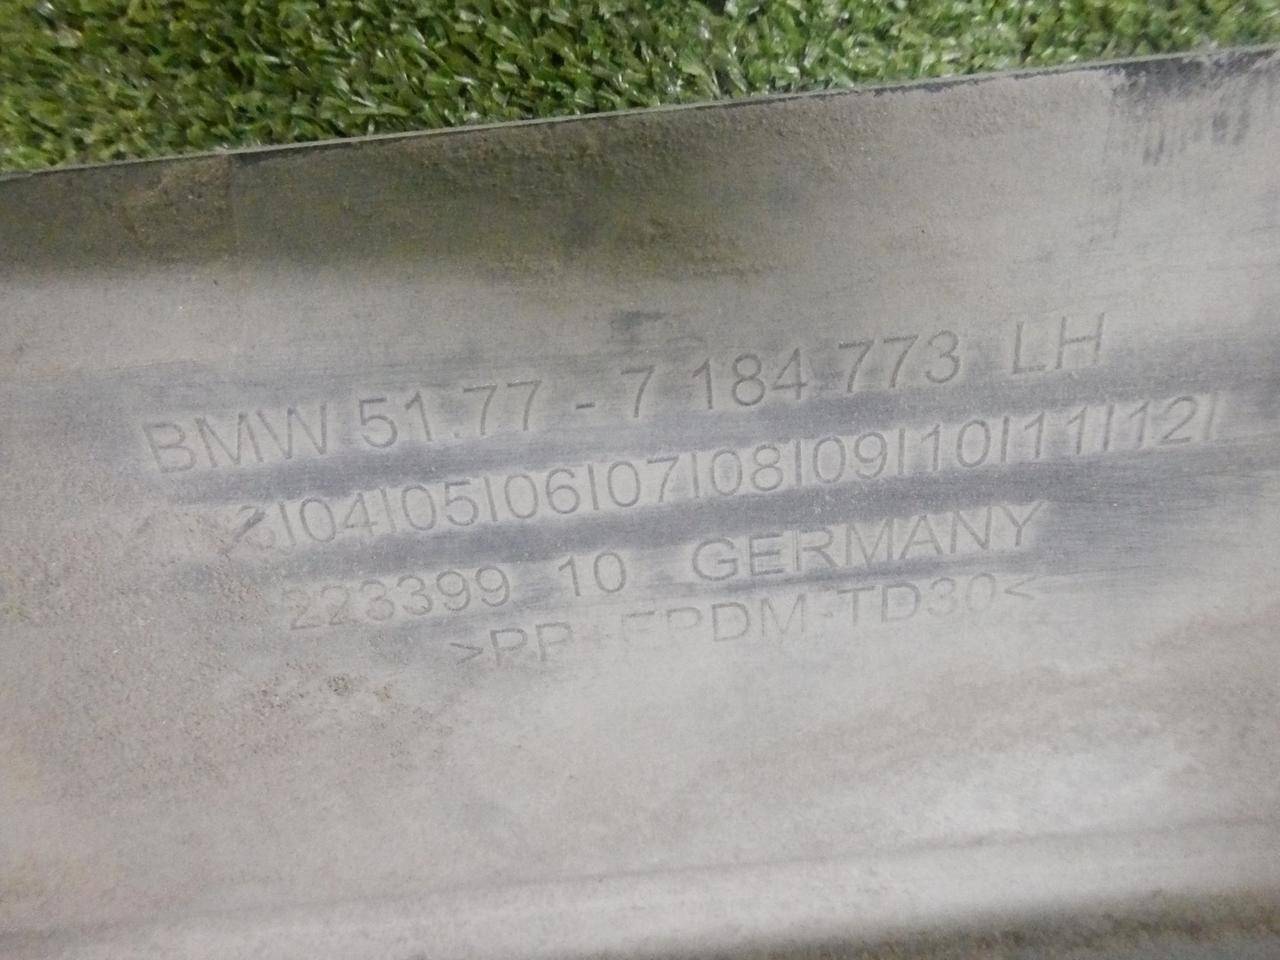 BMW 51.77 - 7 184 773 LH
3|04|05|06|07|08|09|10|11|12|
223399 10 GERMANY
>PP+EPDM-TD30<